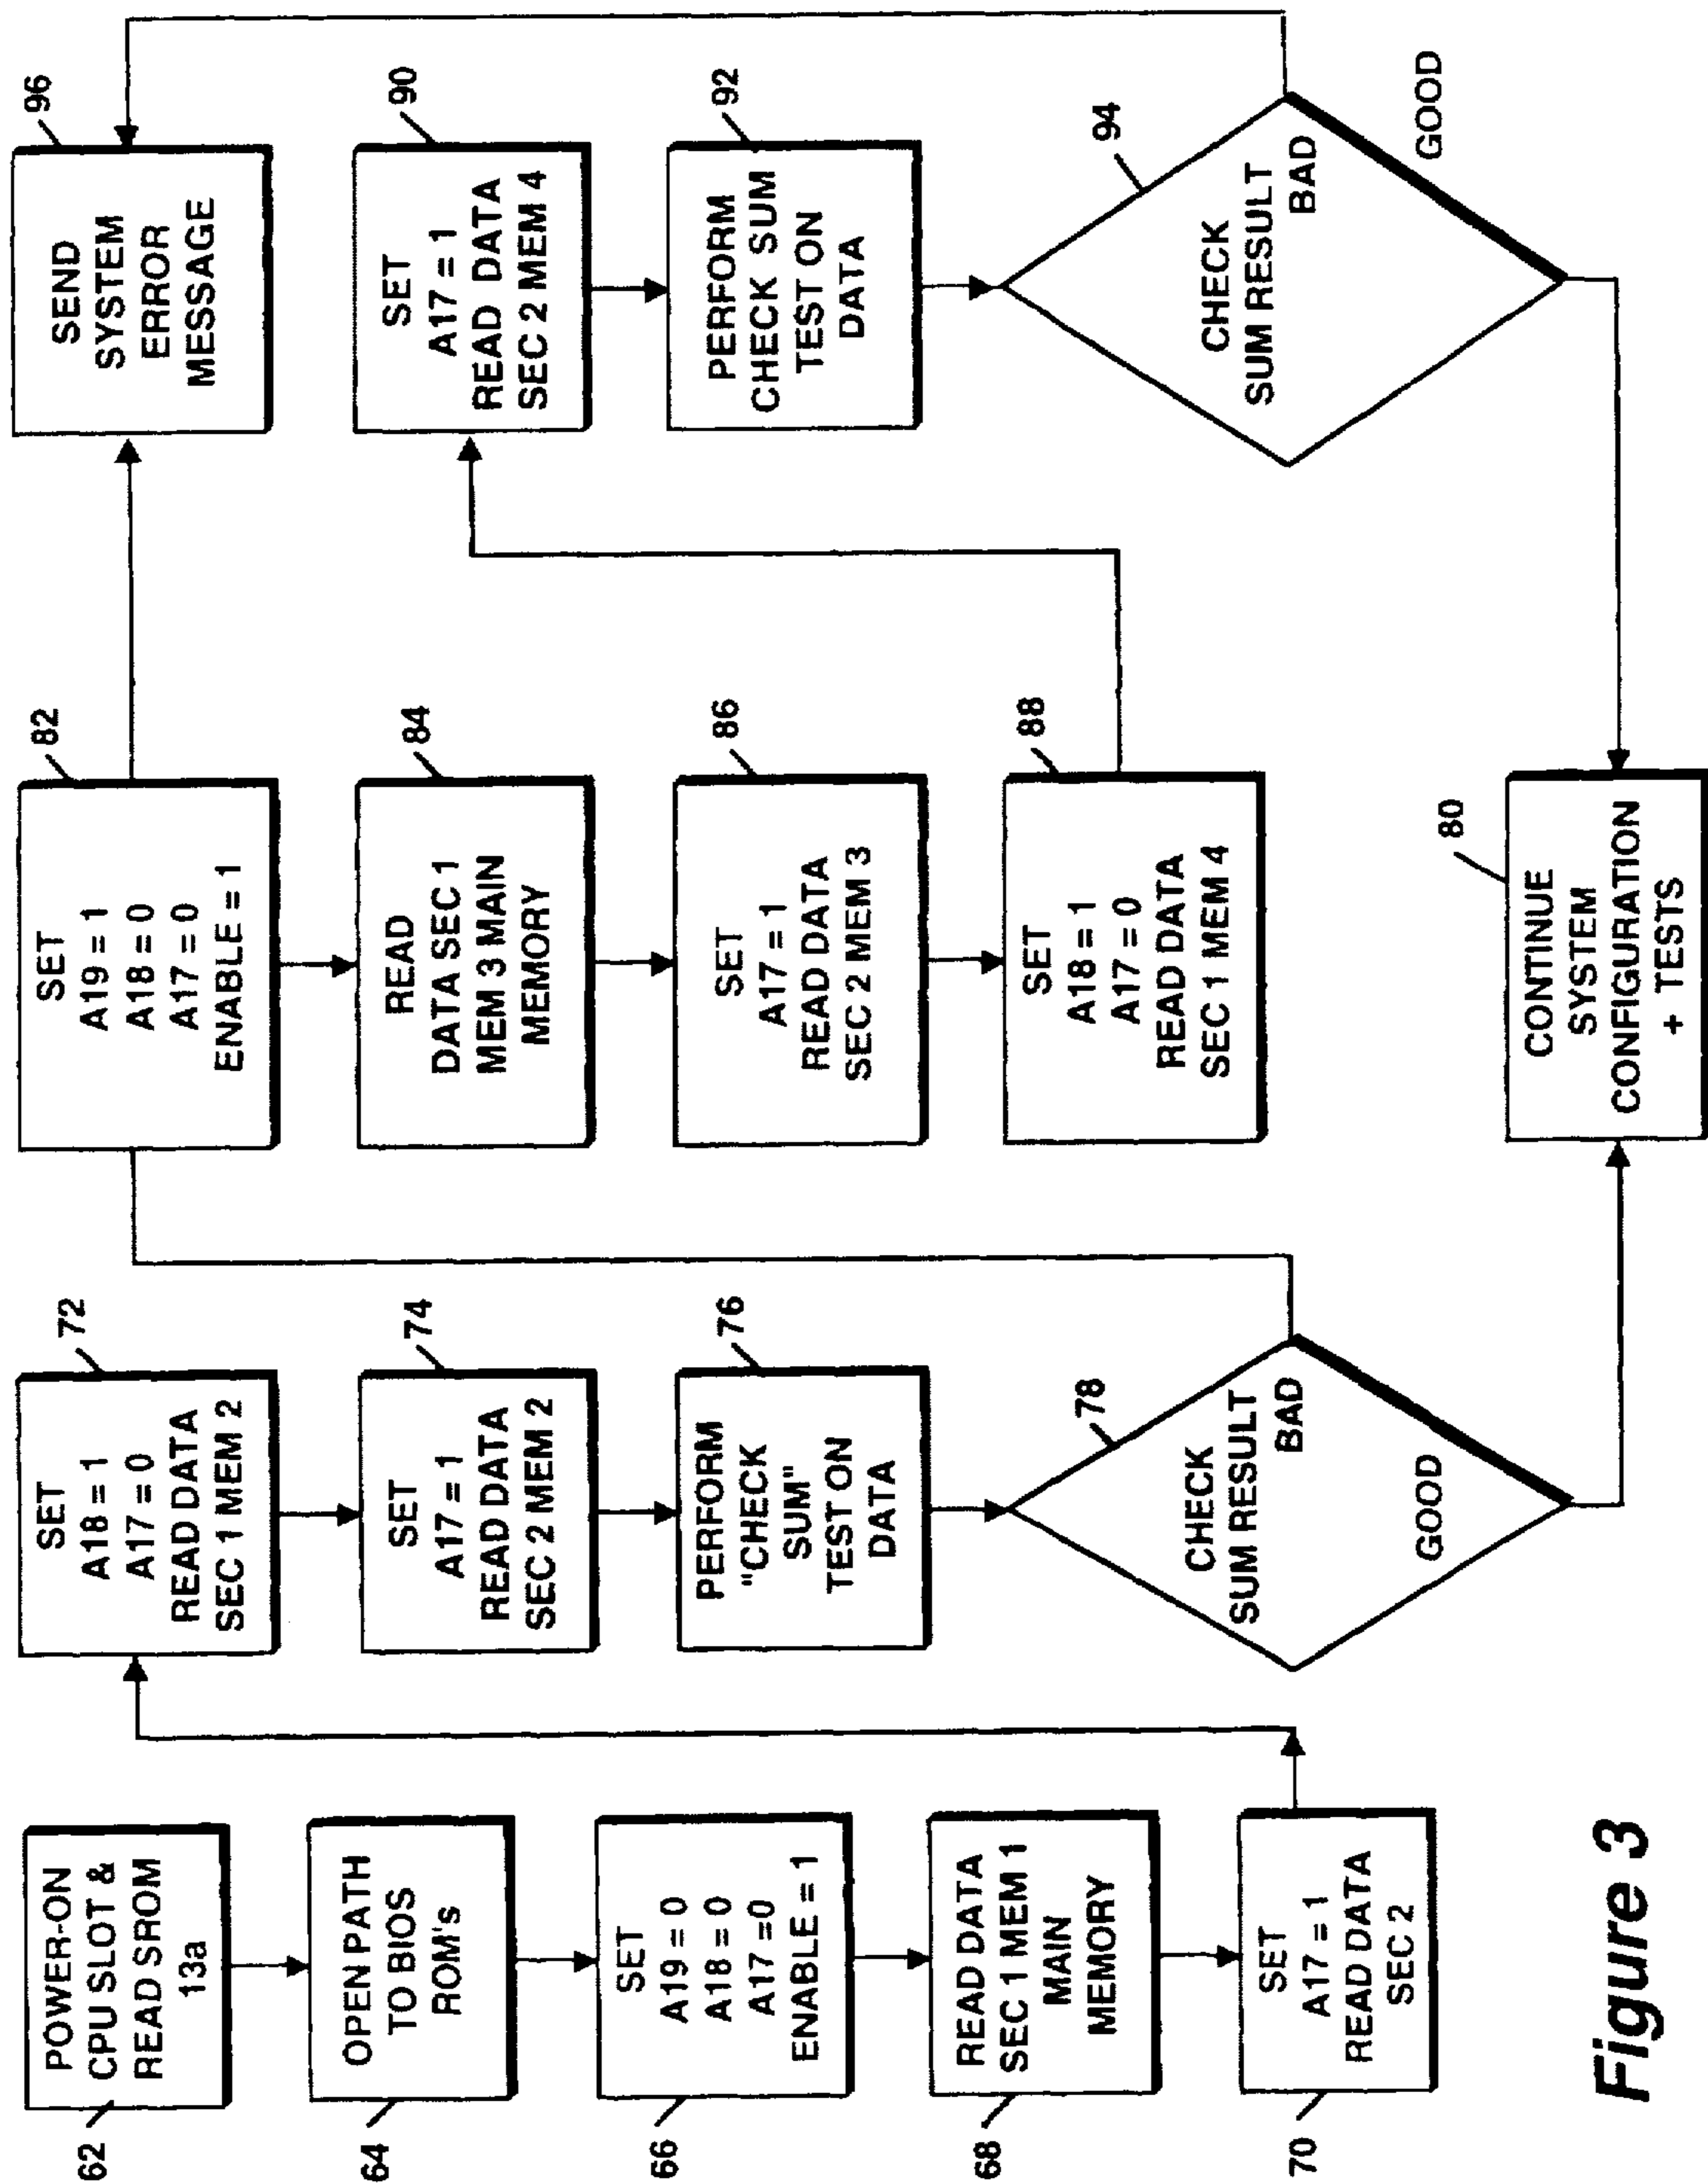 62
POWER-ON
CPU SLOT &
READ SROM
13a
64
OPEN PATH
TO BIOS
ROM's
66
SET
A19 = 0
A18 = 0
A17 =0
ENABLE = 1
68
READ DATA
SEC 1 MEM 1
MAIN
MEMORY
70
SET
A17 = 1
READ DATA
SEC 2
72
SET
A18 = 1
A17 = 0
READ DATA
SEC 1 MEM 2
74
SET
A17 = 1
READ DATA
SEC 2 MEM 2
76
PERFORM
"CHECK
SUM"
TEST ON
DATA
78
CHECK
SUM RESULT
BAD
GOOD
82
SET
A19 = 1
A18 = 0
A17 = 0
ENABLE = 1
84
READ
DATA SEC 1
MEM 3 MAIN
MEMORY
86
SET
A17 = 1
READ DATA
SEC 2 MEM 3
88
SET
A18 = 1
A17 = 0
READ DATA
SEC 1 MEM 4
80
CONTINUE
SYSTEM
CONFIGURATION
+ TESTS
96
SEND
SYSTEM
ERROR
MESSAGE
90
SET
A17 = 1
READ DATA
SEC 2 MEM 4
92
PERFORM
CHECK SUM
TEST ON
DATA
94
CHECK
SUM RESULT
BAD
GOOD
Figure 3